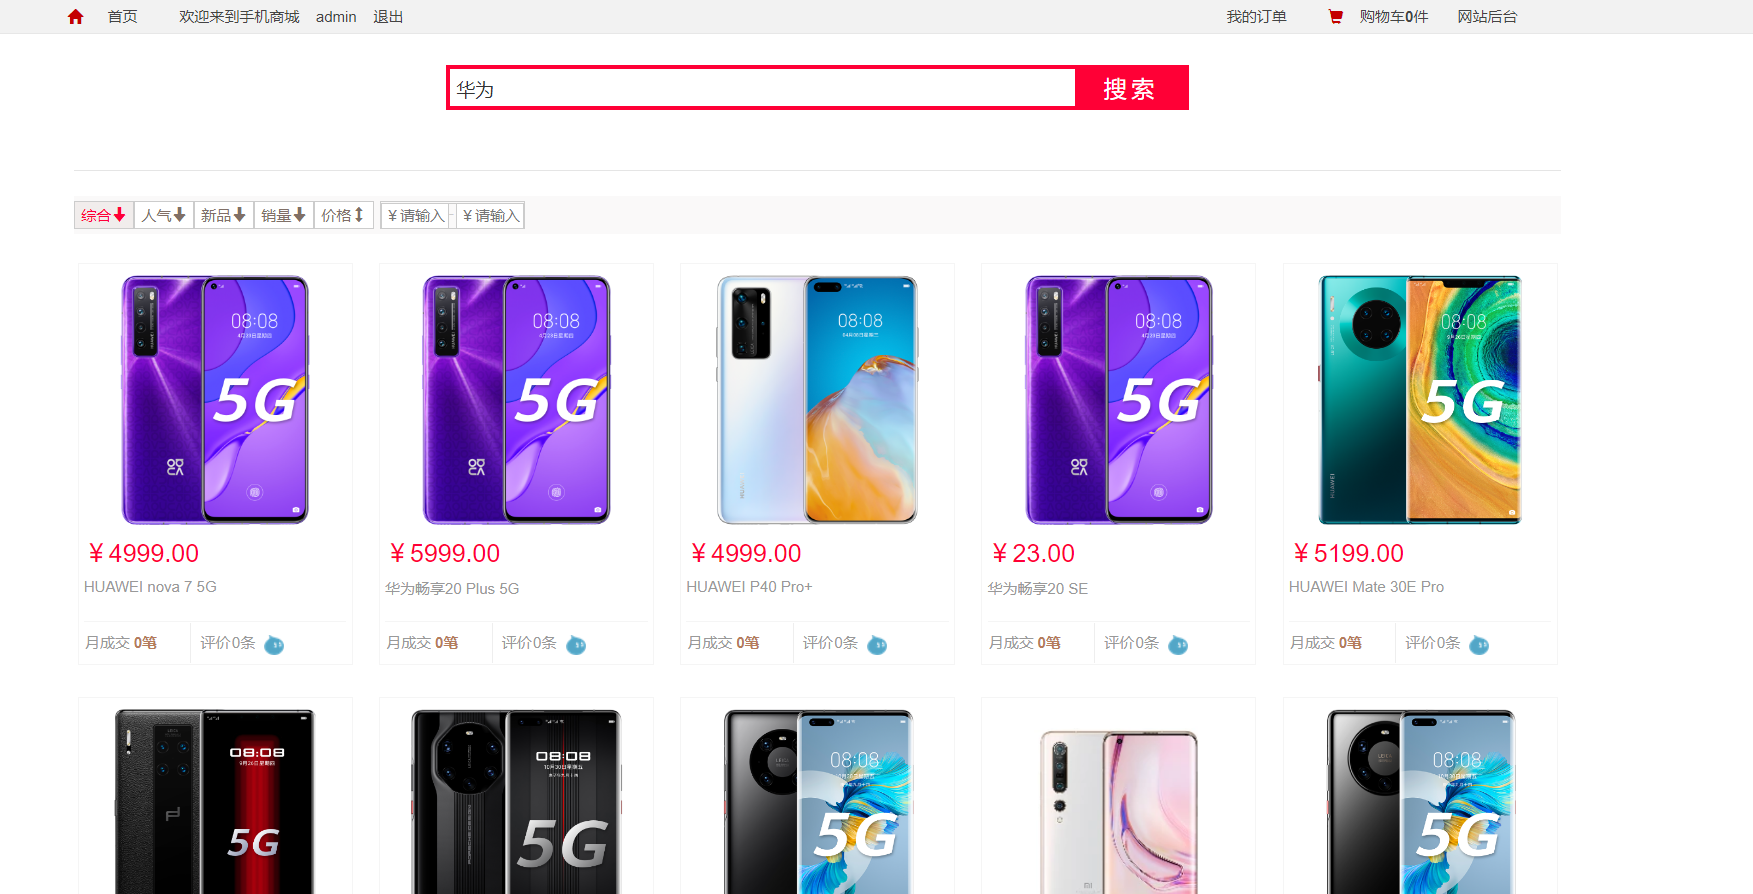 首页 欢迎来到手机商城 admin 退出 我的订单 购物车0件 网站后台
华为 搜索
综合 人气 新品 销量 价格 ¥请输入 - ¥请输入
08:08 08:08 08:08 08:08 08:08
5G 5G 5G 5G
HUAWEI
¥4999.00 ¥5999.00 ¥4999.00 ¥23.00 ¥5199.00
HUAWEI nova 7 5G 华为畅享20 Plus 5G HUAWEI P40 Pro+ 华为畅享20 SE HUAWEI Mate 30E Pro
月成交 0笔 评价0条 月成交 0笔 评价0条 月成交 0笔 评价0条 月成交 0笔 评价0条 月成交 0笔 评价0条
08:08 08:08 08:08 08:08
5G 5G 5G 5G